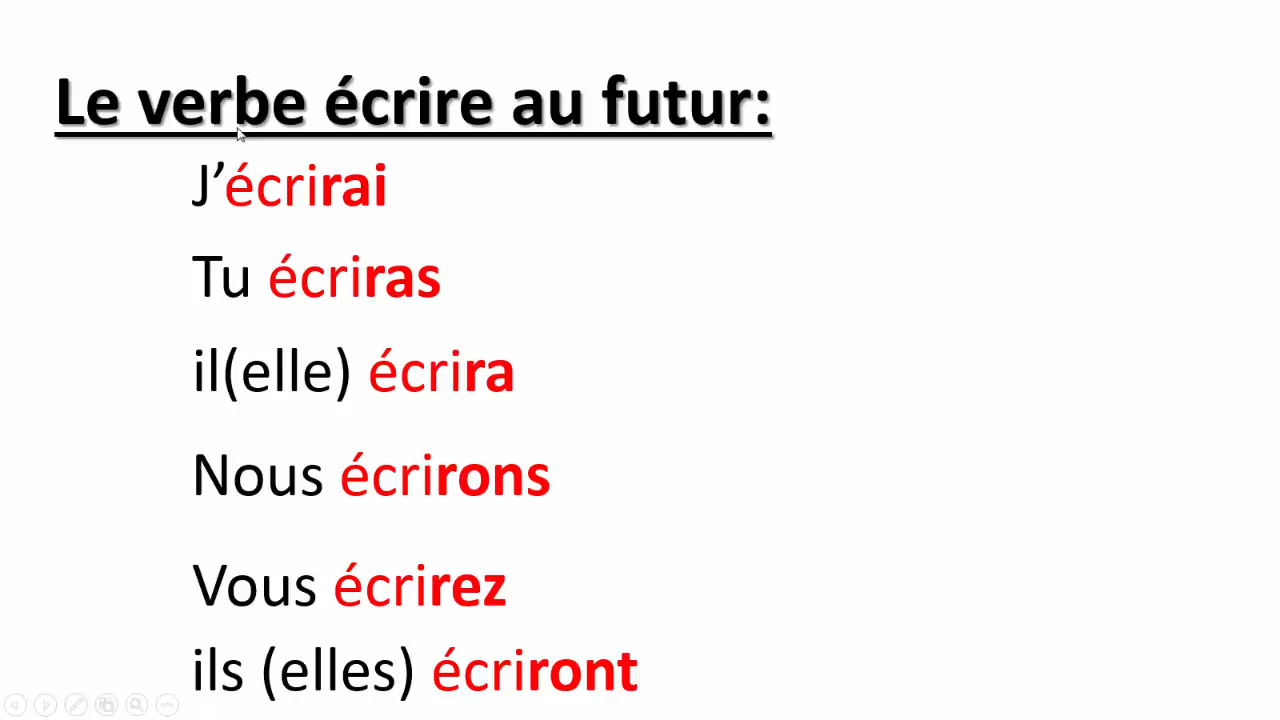 Le verbe écrire au futur:
J’écrirai
Tu écriras
il(elle) écrira
Nous écrirons
Vous écrirez
ils (elles) écriront